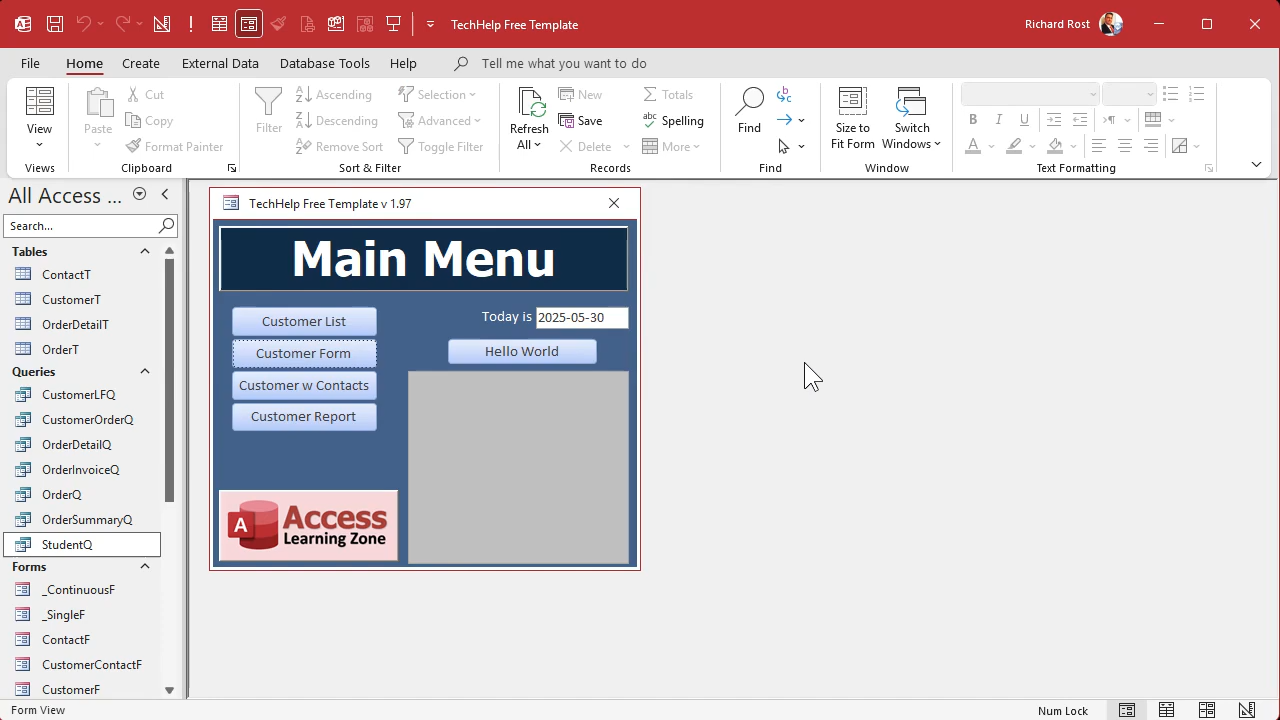 TechHelp Free Template
Richard Rost
File
Home
Create
External Data
Database Tools
Help
Tell me what you want to do
View
Views
Paste
Cut
Copy
Format Painter
Clipboard
Filter
Ascending
Descending
Remove Sort
Selection
Advanced
Toggle Filter
Sort & Filter
Refresh
All
New
Save
Delete
Totals
Spelling
More
Records
Find
Find
Size to
Fit Form
Switch
Windows
Window
B I U
A
Text Formatting
All Access ...
Search...
Tables
ContactT
CustomerT
OrderDetailT
OrderT
Queries
CustomerLFQ
CustomerOrderQ
OrderDetailQ
OrderInvoiceQ
OrderQ
OrderSummaryQ
StudentQ
Forms
_ContinuousF
_SingleF
ContactF
CustomerContactF
CustomerF
TechHelp Free Template v 1.97
Main Menu
Customer List
Customer Form
Customer w Contacts
Customer Report
Today is 2025-05-30
Hello World
A Access
Learning Zone
Form View
Num Lock